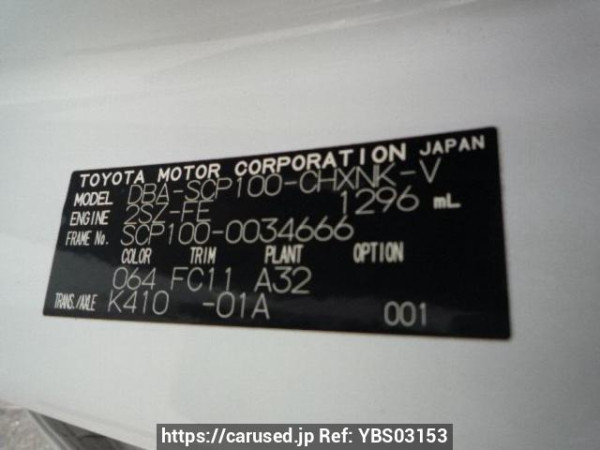 TOYOTA MOTOR CORPORATION JAPAN
MODEL DBA-SCP100-CHXNK-V
ENGINE 2SZ-FE 1296 mL
FRAME No. SCP100-0034666
COLOR TRIM PLANT OPTION
064 FC11 A32
TRANS./AXLE K410 -01A 001
https://carused.jp Ref: YBS03153